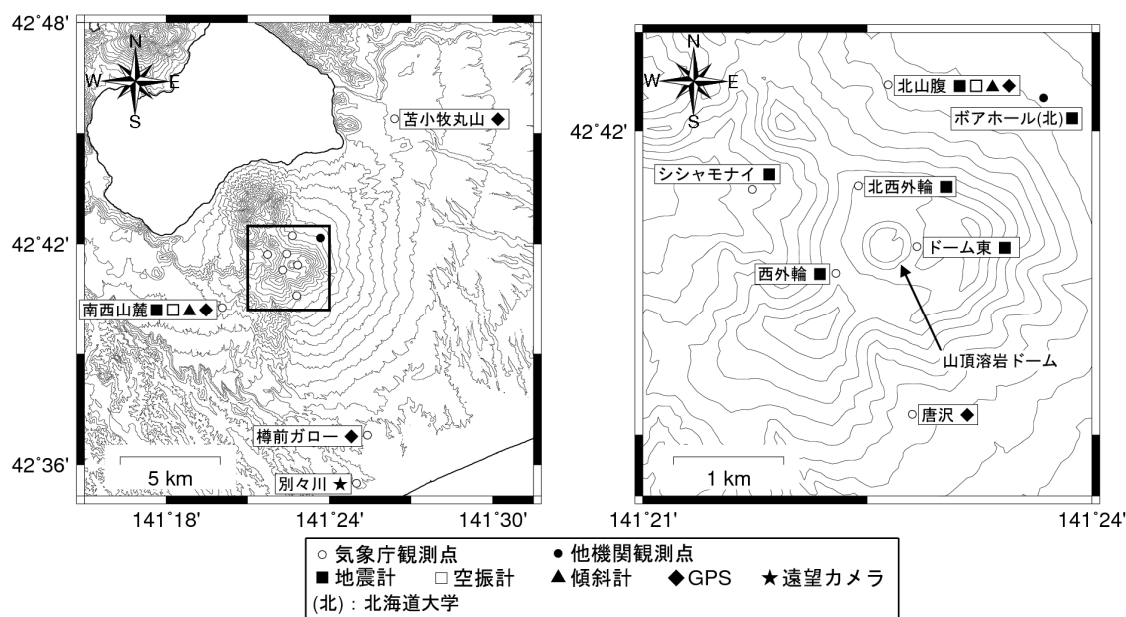 42°48'
42°42'
42°36'
N
W
E
S
苫小牧丸山 ◆
南西山麓 ■ □ ▲ ◆
樽前ガロー ◆
別々川 ★
5 km
141°18'
141°24'
141°30'
42°42'
N
W
E
S
北山腹 ■ □ ▲ ◆
ボアホール(北) ■
シシャモナイ ■
北西外輪 ■
ドーム東 ■
西外輪 ■
山頂溶岩ドーム
唐沢 ◆
1 km
141°21'
141°24'
○ 気象庁観測点 ● 他機関観測点
■ 地震計 □ 空振計 ▲ 傾斜計 ◆ GPS ★ 遠望カメラ
(北)：北海道大学